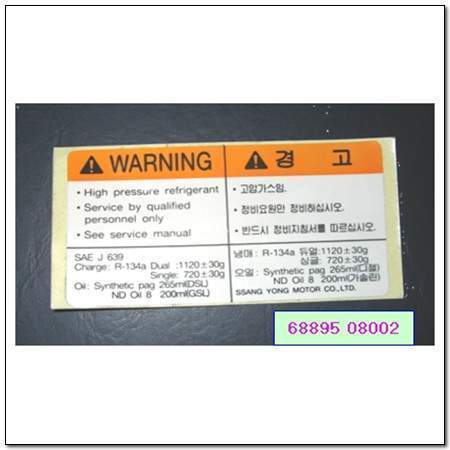 WARNING
• High pressure refrigerant
• Service by qualified
personnel only
• See service manual
SAE J 639
Charge : R-134a Dual :1120±30g
Single: 720±30g
Oil: Synthetic pag 265ml(DSL)
ND Oil 8 200ml(GSL)
경 고
• 고압가스임.
• 정비요원만 정비하십시오.
• 반드시 정비지침서를 따르십시오.
냉매 : R-134a 듀얼:1120±30g
싱글: 720±30g
오일: Synthetic pag 265ml(디젤)
ND Oil 8 200ml(가솔린)
SSANG YONG MOTOR CO.,LTD.
68895 08002